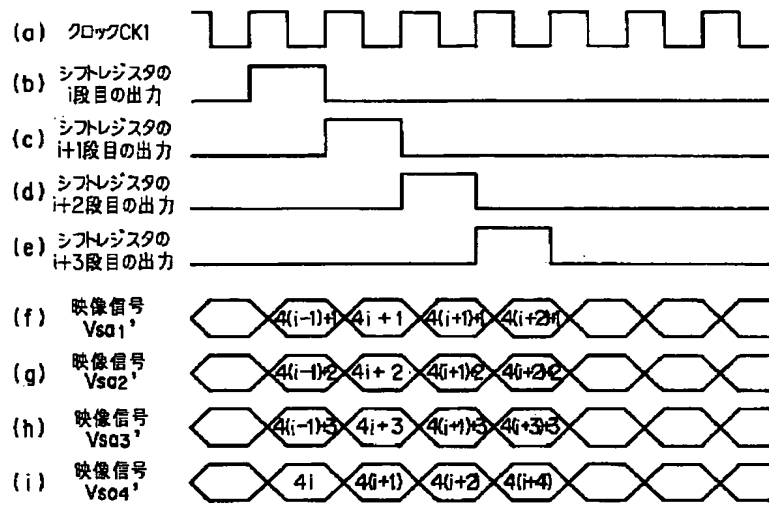 (a) クロックCK1
(b) シフトレジスタの
i段目の出力
(c) シフトレジスタの
i+1段目の出力
(d) シフトレジスタの
i+2段目の出力
(e) シフトレジスタの
i+3段目の出力
(f) 映像信号
Vsa1'
4(i-1)+1 4i+1 4(i+1)+1 4(i+2)+1
(g) 映像信号
Vsa2'
4(i-1)+2 4i+2 4(i+1)+2 4(i+2)+2
(h) 映像信号
Vsa3'
4(i-1)+3 4i+3 4(i+1)+3 4(i+3)+3
(i) 映像信号
Vsa4'
4i 4(i+1) 4(i+2) 4(i+4)